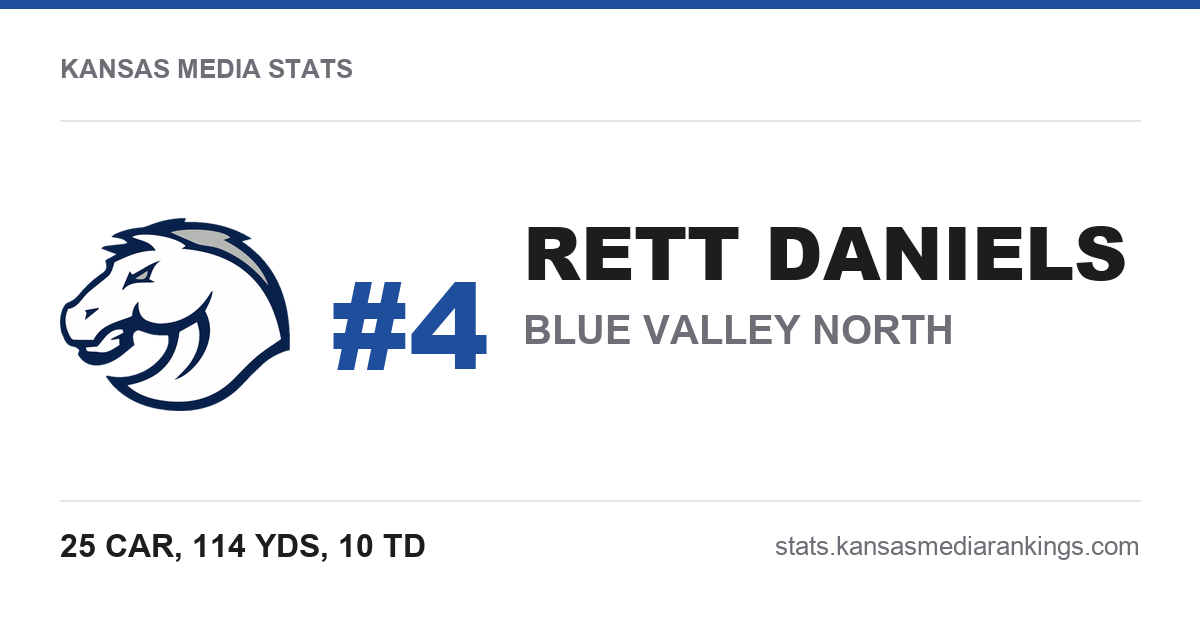 KANSAS MEDIA STATS
#4
RETT DANIELS
BLUE VALLEY NORTH
25 CAR, 114 YDS, 10 TD
stats.kansasmediarankings.com